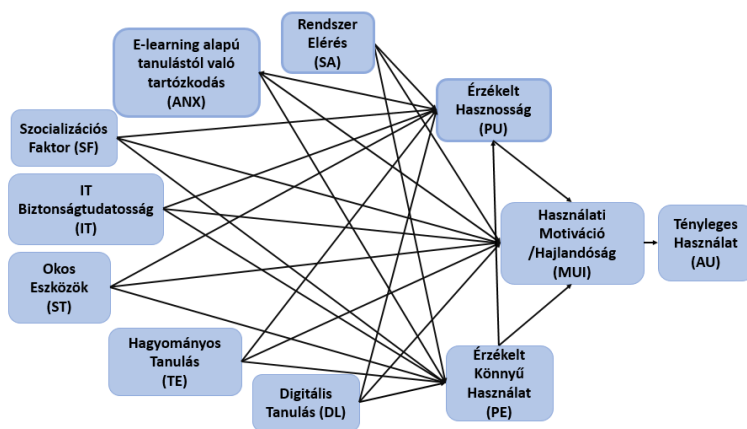 Rendszer
Elérés
(SA)
E-learning alapú
tanulástól való
tartózkodás
(ANX)
Érzékelt
Hasznosság
(PU)
Szocializációs
Faktor (SF)
IT
Biztonságtudatosság
(IT)
Használati
Motiváció
/Hajlandóság
(MUI)
Tényleges
Használat
(AU)
Okos
Eszközök
(ST)
Hagyományos
Tanulás
(TE)
Érzékelt
Könnyű
Használat
(PE)
Digitális
Tanulás (DL)